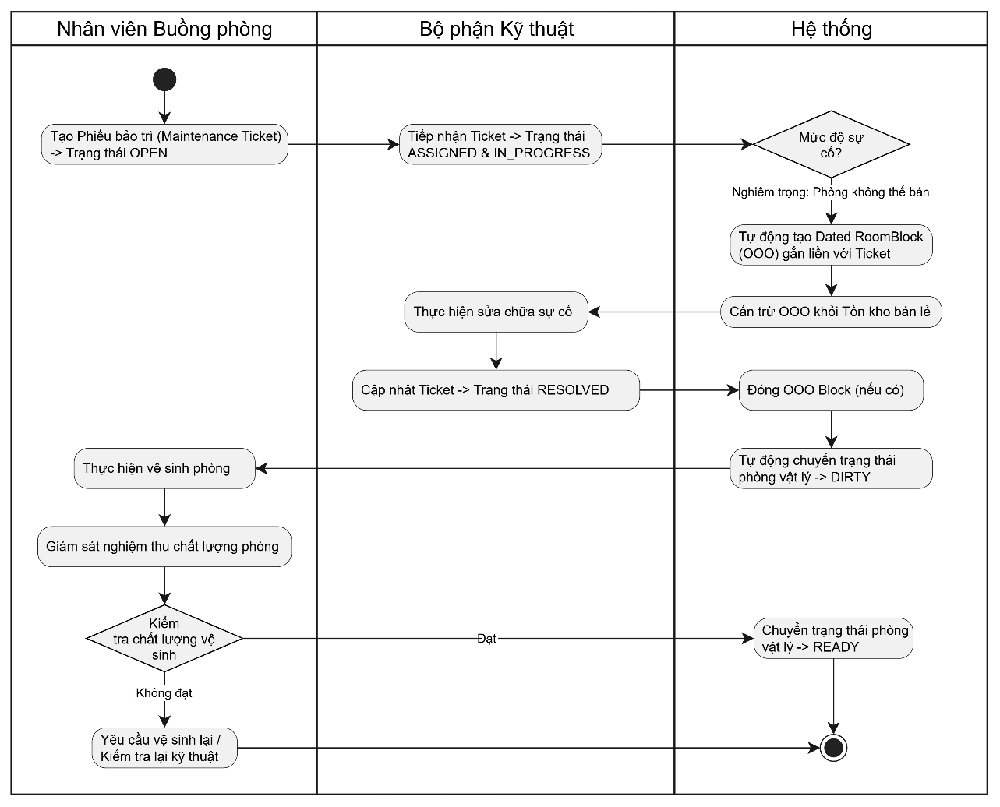 Nhân viên Buồng phòng
Bộ phận Kỹ thuật
Hệ thống
Tạo Phiếu bảo trì (Maintenance Ticket)
-> Trạng thái OPEN
Tiếp nhận Ticket -> Trạng thái
ASSIGNED & IN_PROGRESS
Mức độ sự
cố?
Nghiêm trọng: Phòng không thể bán
Tự động tạo Dated RoomBlock
(OOO) gắn liền với Ticket
Thực hiện sửa chữa sự cố
Cấn trừ OOO khỏi Tồn kho bán lẻ
Cập nhật Ticket -> Trạng thái RESOLVED
Đóng OOO Block (nếu có)
Thực hiện vệ sinh phòng
Tự động chuyển trạng thái
phòng vật lý -> DIRTY
Giám sát nghiệm thu chất lượng phòng
Kiểm
tra chất lượng vệ
sinh
Đạt
Chuyển trạng thái phòng
vật lý -> READY
Không đạt
Yêu cầu vệ sinh lại /
Kiểm tra lại kỹ thuật